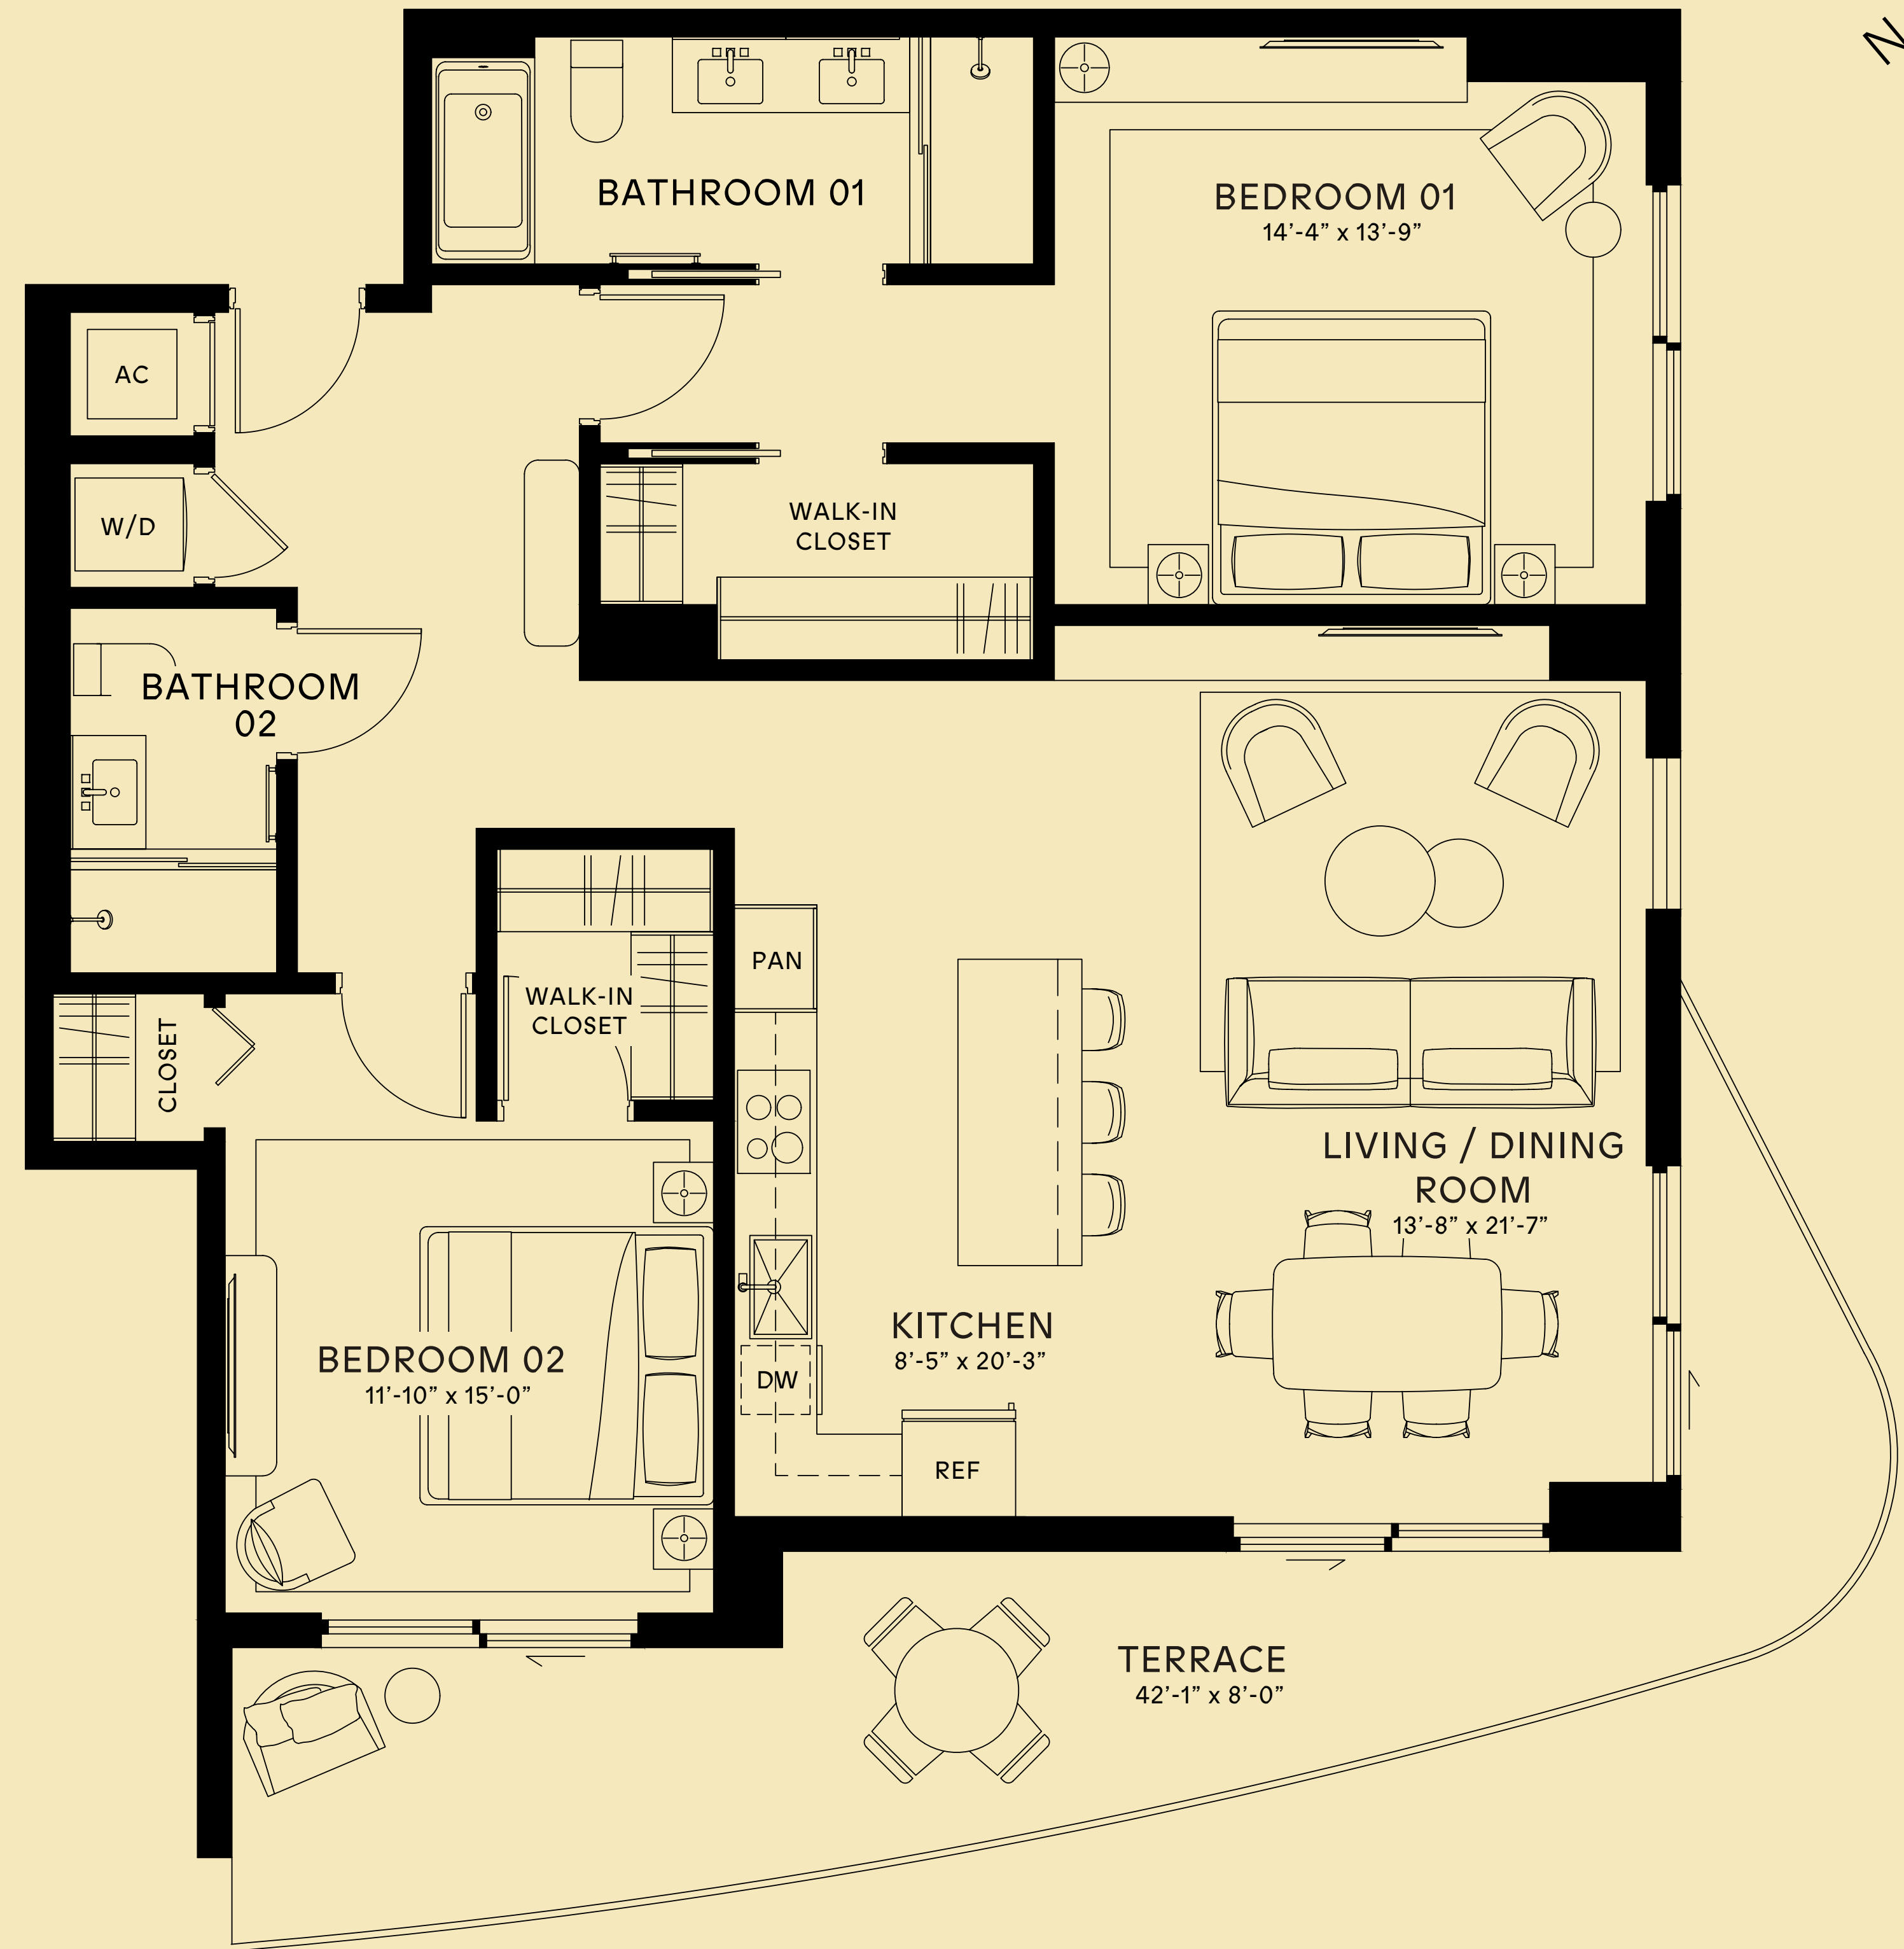 N
BATHROOM 01
BEDROOM 01
14’-4” x 13’-9”
AC
W/D
WALK-IN
CLOSET
BATHROOM
02
PAN
WALK-IN
CLOSET
CLOSET
LIVING / DINING
ROOM
13’-8” x 21’-7”
KITCHEN
8’-5” x 20’-3”
BEDROOM 02
11’-10” x 15’-0”
DW
REF
TERRACE
42’-1” x 8’-0”